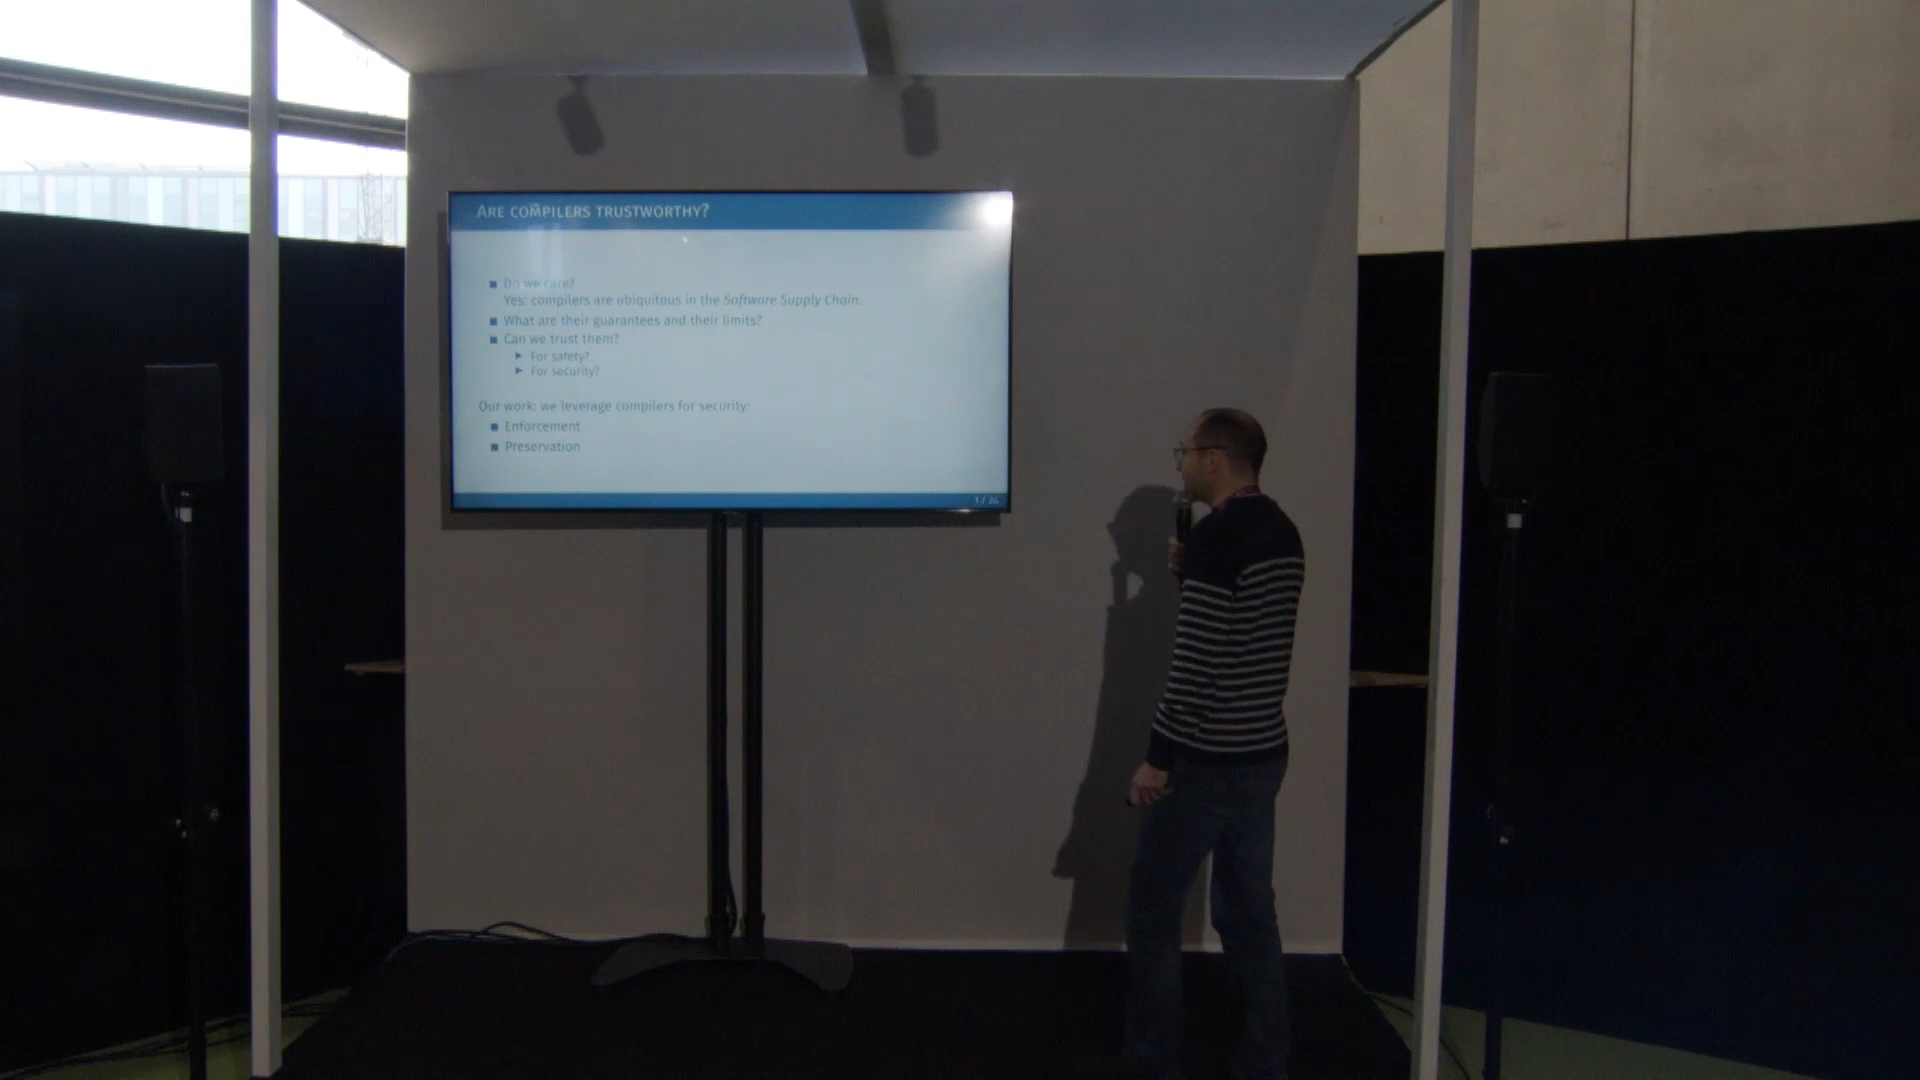 ARE COMPILERS TRUSTWORTHY?
Do we care?
Yes: compilers are ubiquitous in the Software Supply Chain.
What are their guarantees and their limits?
Can we trust them?
For safety?
For security?
Our work: we leverage compilers for security:
Enforcement
Preservation